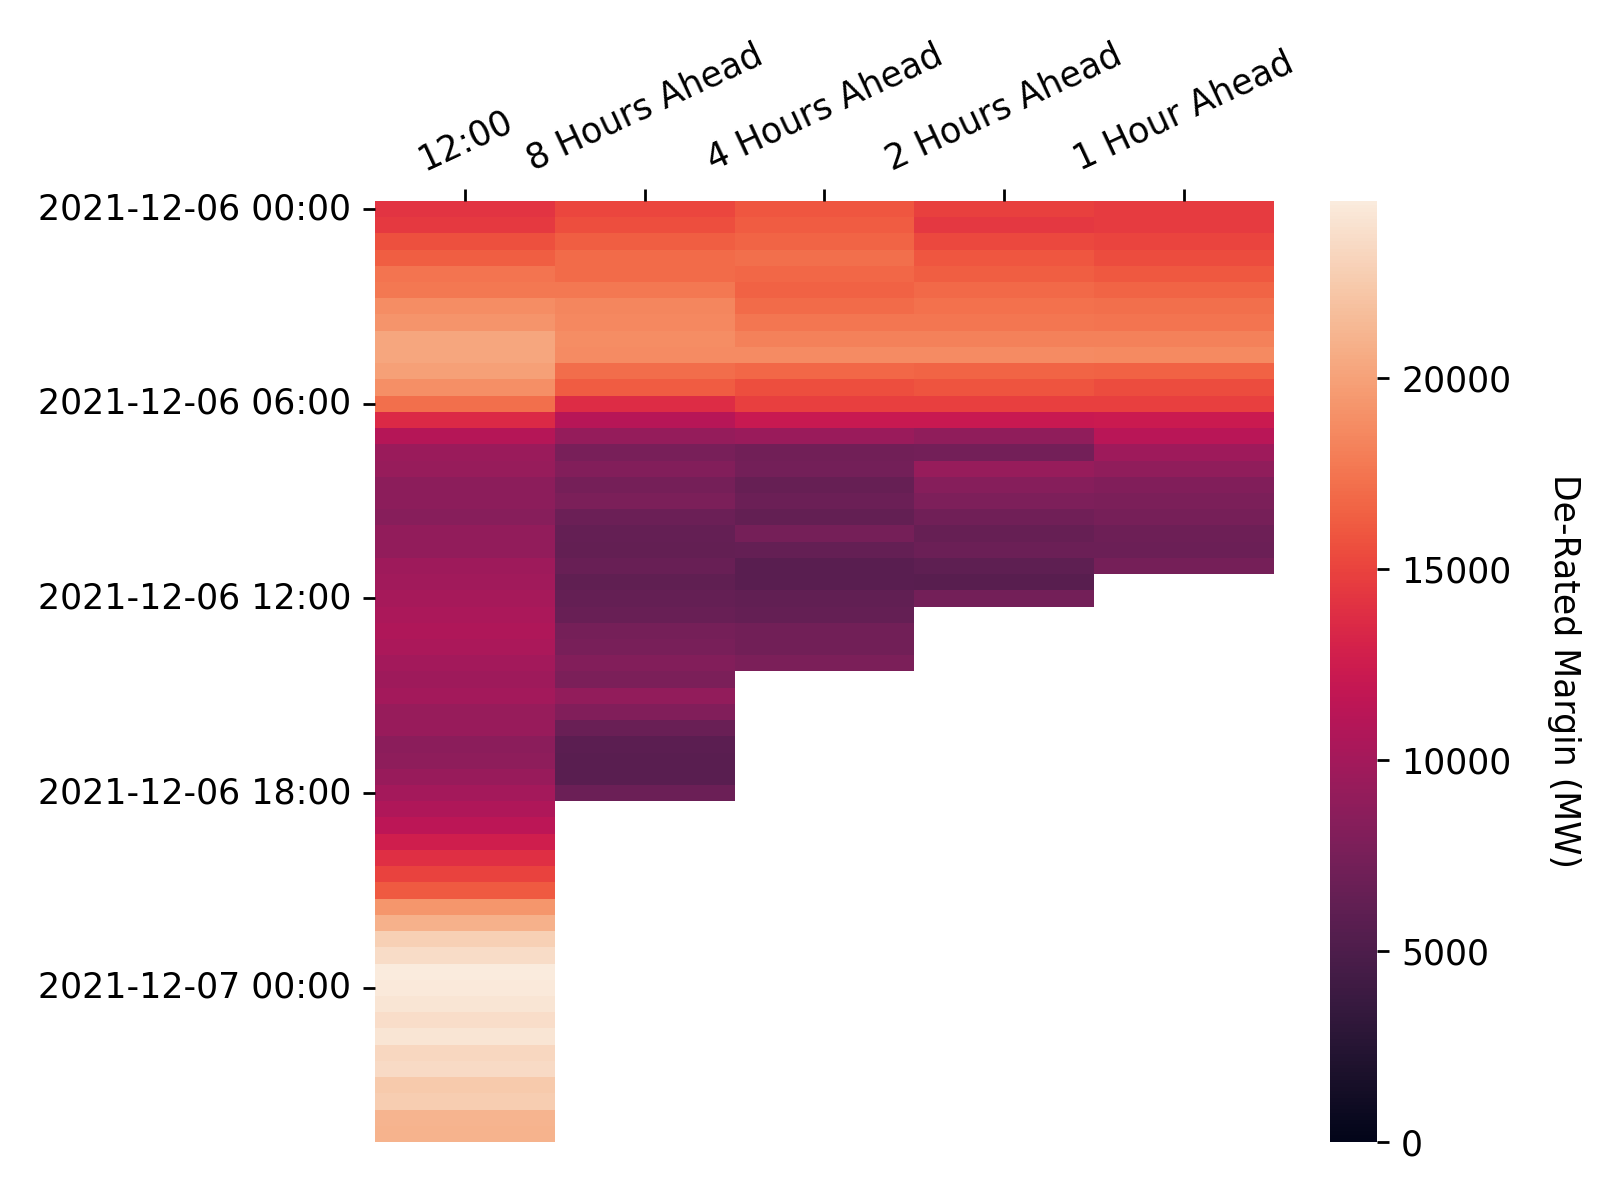 12:00
8 Hours Ahead
4 Hours Ahead
2 Hours Ahead
1 Hour Ahead
2021-12-06 00:00
2021-12-06 06:00
2021-12-06 12:00
2021-12-06 18:00
2021-12-07 00:00
20000
15000
10000
5000
0
De-Rated Margin (MW)